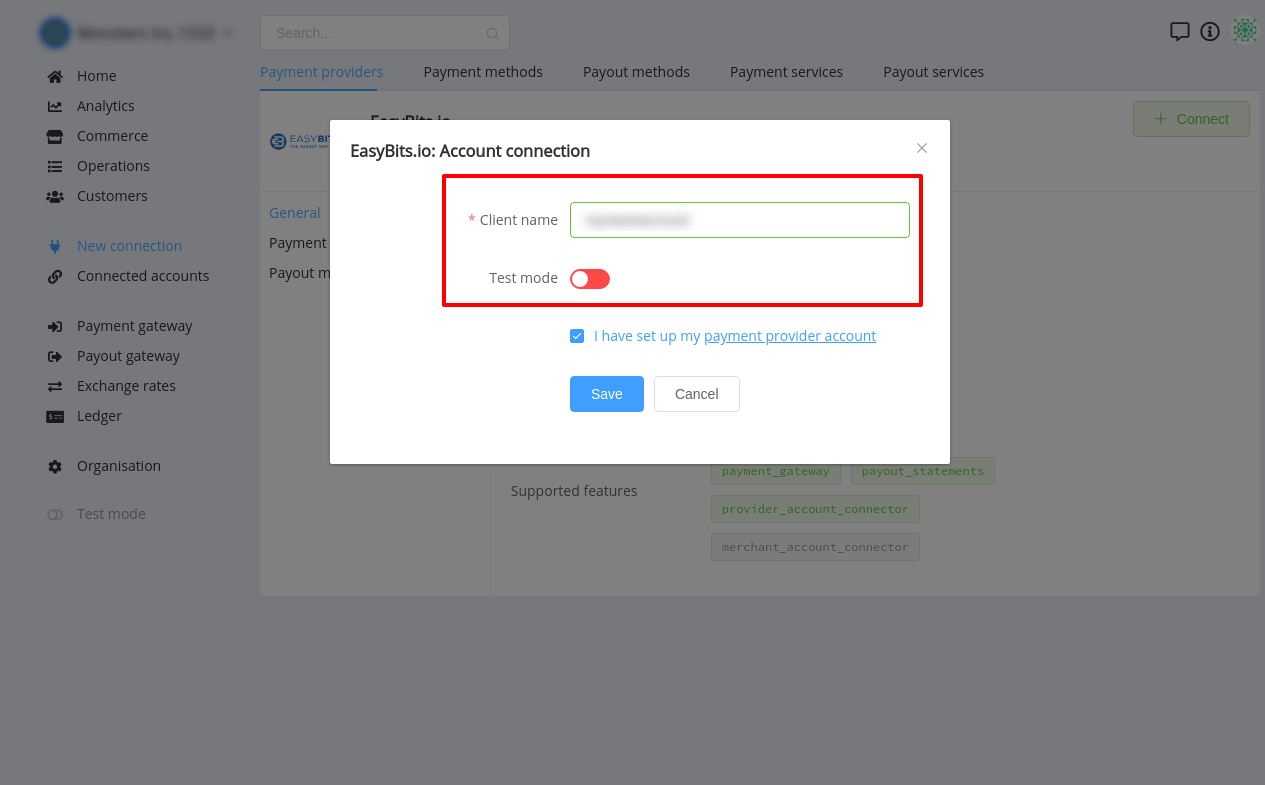 Search...
Payment providers Payment methods Payout methods Payment services Payout services
Home
Analytics
Commerce
Operations
Customers
New connection
Connected accounts
Payment gateway
Payout gateway
Exchange rates
Ledger
Organisation
Test mode
EasyBits.io
+ Connect
EASYBIT
General
Payment
Payout m
EasyBits.io: Account connection
* Client name
Test mode
I have set up my payment provider account
Save Cancel
Supported features
payment_gateway payout_statements
provider_account_connector
merchant_account_connector